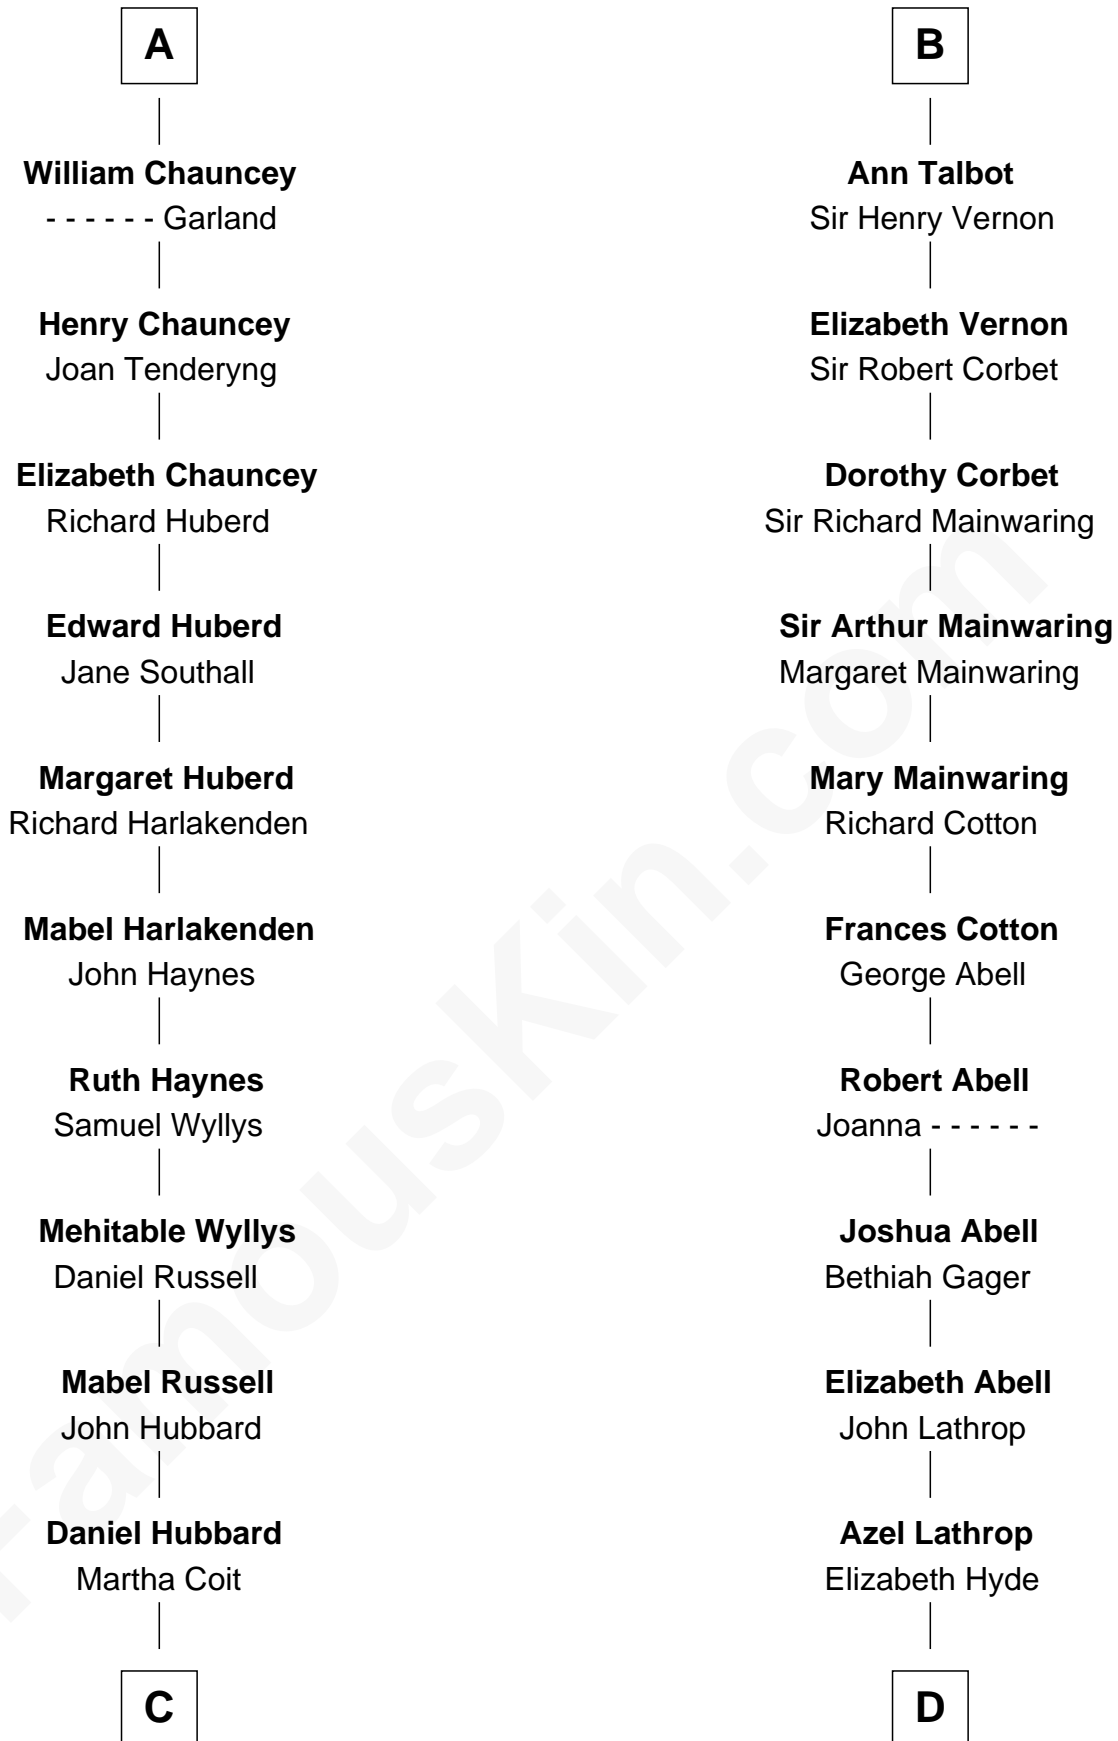 A
William Chauncey
- - - - - - Garland
Henry Chauncey
Joan Tenderyng
Elizabeth Chauncey
Richard Huberd
Edward Huberd
Jane Southall
Margaret Huberd
Richard Harlakenden
Mabel Harlakenden
John Haynes
Ruth Haynes
Samuel Wyllys
Mehitable Wyllys
Daniel Russell
Mabel Russell
John Hubbard
Daniel Hubbard
Martha Coit
C
B
Ann Talbot
Sir Henry Vernon
Elizabeth Vernon
Sir Robert Corbet
Dorothy Corbet
Sir Richard Mainwaring
Sir Arthur Mainwaring
Margaret Mainwaring
Mary Mainwaring
Richard Cotton
Frances Cotton
George Abell
Robert Abell
Joanna - - - - - -
Joshua Abell
Bethiah Gager
Elizabeth Abell
John Lathrop
Azel Lathrop
Elizabeth Hyde
D
FamousKin.com